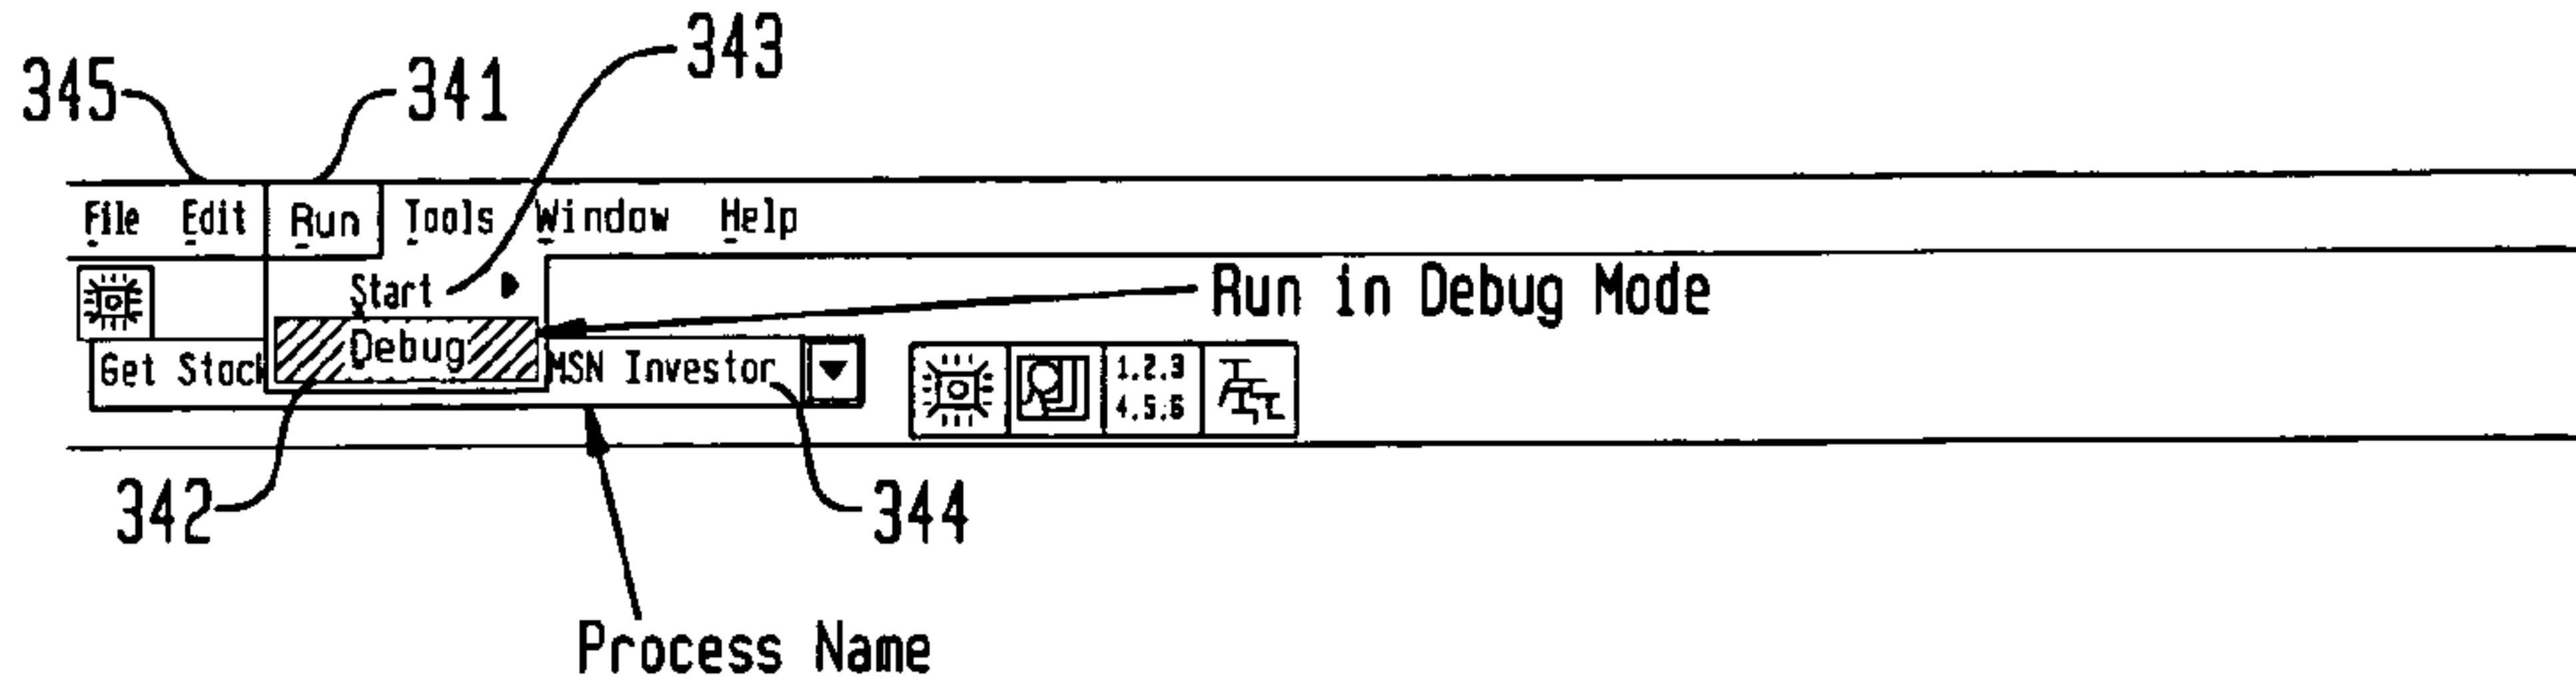 343
345 341
File Edit Run Tools Window Help
Start
Run in Debug Mode
Debug
Get Stock MSN Investor
1.2.3
4.5.6
342 344
Process Name